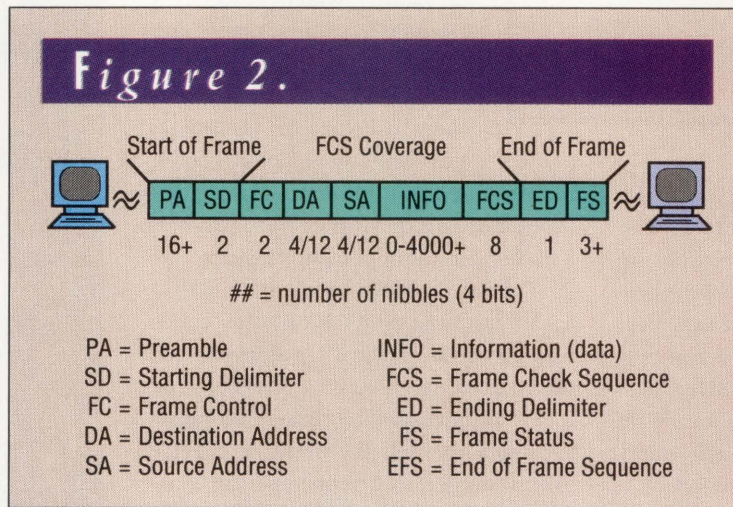 Figure 2.
Start of Frame FCS Coverage End of Frame
PA SD FC DA SA INFO FCS ED FS
16+ 2 2 4/12 4/12 0-4000+ 8 1 3+
## = number of nibbles (4 bits)
PA = Preamble
SD = Starting Delimiter
FC = Frame Control
DA = Destination Address
SA = Source Address
INFO = Information (data)
FCS = Frame Check Sequence
ED = Ending Delimiter
FS = Frame Status
EFS = End of Frame Sequence